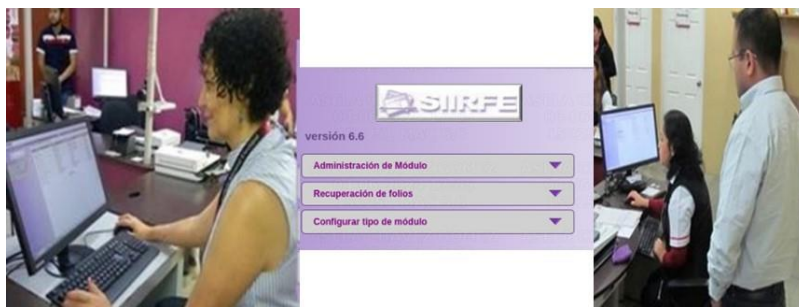 SIIRFE
versión 6.6
Administración de Módulo
Recuperación de folios
Configurar tipo de módulo